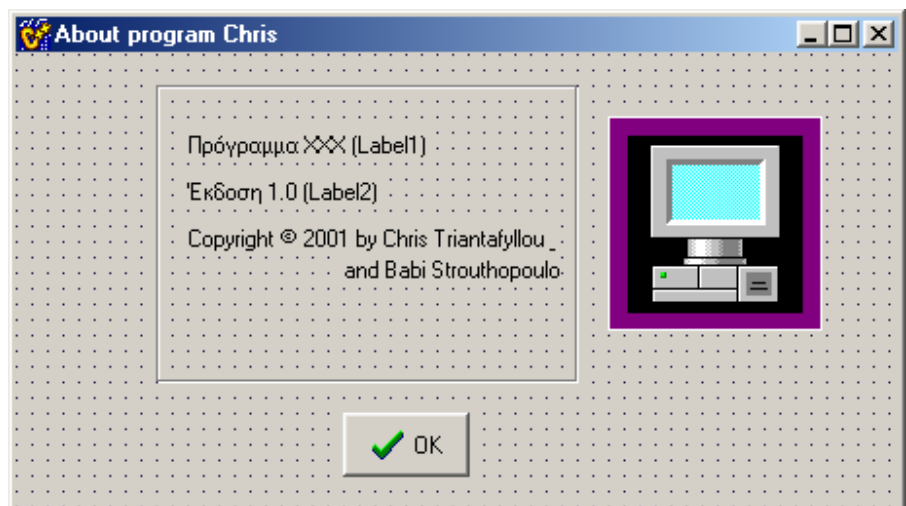 About program Chris
Πρόγραμμα XXX (Label1)
Έκδοση 1.0 (Label2)
Copyright © 2001 by Chris Triantafyllou _
and Babi Strouthopoulo
OK